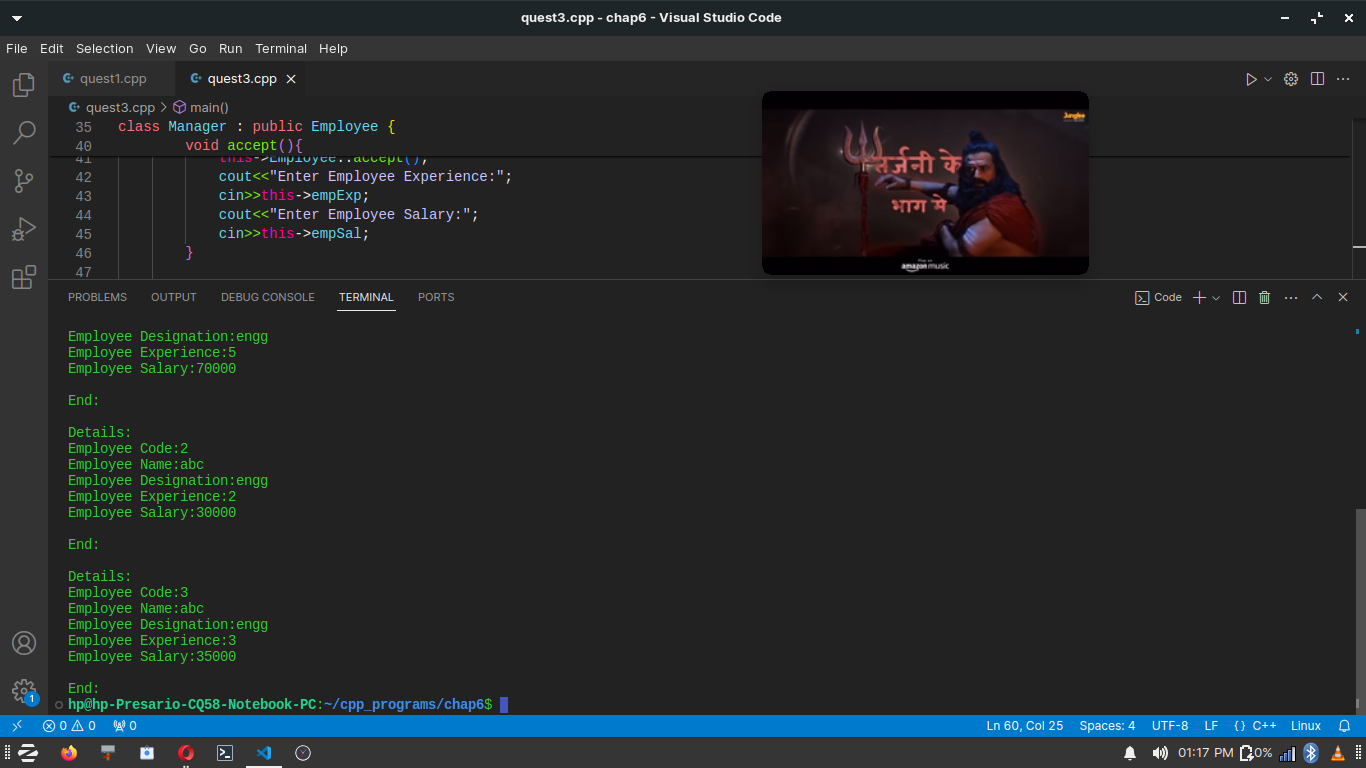 quest3.cpp - chap6 - Visual Studio Code
File Edit Selection View Go Run Terminal Help
quest1.cpp quest3.cpp
quest3.cpp > main()
35 class Manager : public Employee {
40 void accept(){
41 this->Employee::accept();
42 cout<<"Enter Employee Experience:";
43 cin>>this->empExp;
44 cout<<"Enter Employee Salary:";
45 cin>>this->empSal;
46 }
47
Junglee
तर्जनी के
भाग मे
amazon music
PROBLEMS OUTPUT DEBUG CONSOLE TERMINAL PORTS Code
Employee Designation:engg
Employee Experience:5
Employee Salary:70000
End:
Details:
Employee Code:2
Employee Name:abc
Employee Designation:engg
Employee Experience:2
Employee Salary:30000
End:
Details:
Employee Code:3
Employee Name:abc
Employee Designation:engg
Employee Experience:3
Employee Salary:35000
End:
hp@hp-Presario-CQ58-Notebook-PC:~/cpp_programs/chap6$
1
0 0 0 Ln 60, Col 25 Spaces: 4 UTF-8 LF {} C++ Linux
01:17 PM 0%